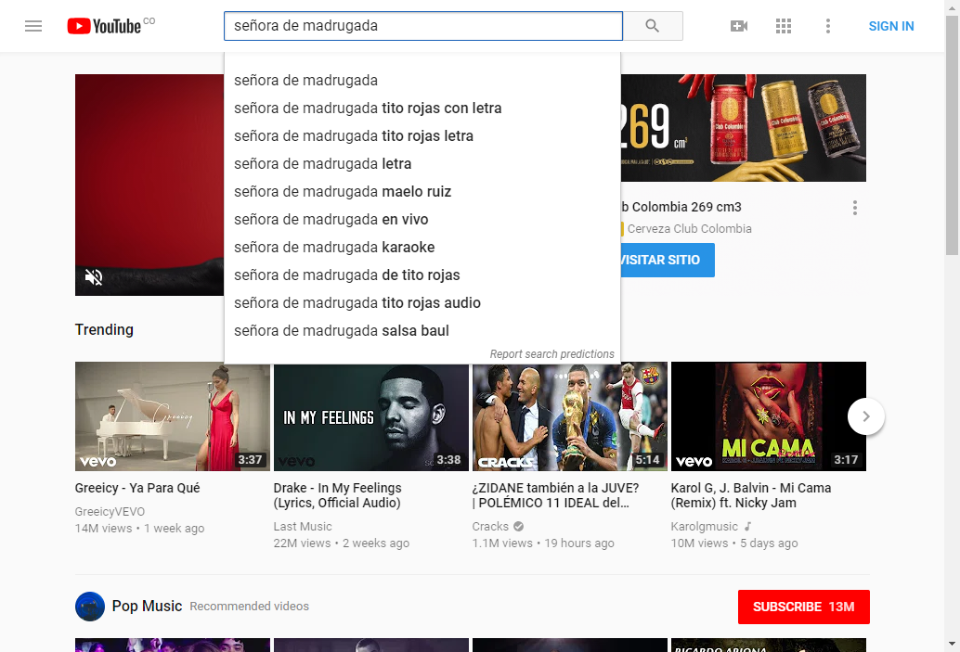 YouTube CO
señora de madrugada
SIGN IN
señora de madrugada
señora de madrugada tito rojas con letra
señora de madrugada tito rojas letra
señora de madrugada letra
señora de madrugada maelo ruiz
señora de madrugada en vivo
señora de madrugada karaoke
señora de madrugada de tito rojas
señora de madrugada tito rojas audio
señora de madrugada salsa baul
Report search predictions
269 cm³
Club Colombia
Club Colombia
b Colombia 269 cm3
Cerveza Club Colombia
VISITAR SITIO
Trending
Greeicy
vevo
3:37
IN MY FEELINGS
vevo
3:38
CRACKS
5:14
MI CAMA
vevo
3:17
Greeicy - Ya Para Qué
GreeicyVEVO
14M views • 1 week ago
Drake - In My Feelings
(Lyrics, Official Audio)
Last Music
22M views • 2 weeks ago
¿ZIDANE también a la JUVE?
| POLÉMICO 11 IDEAL del...
Cracks
1.1M views • 19 hours ago
Karol G, J. Balvin - Mi Cama
(Remix) ft. Nicky Jam
Karolgmusic
10M views • 5 days ago
Pop Music Recommended videos
SUBSCRIBE 13M
RICARDO ARJONA